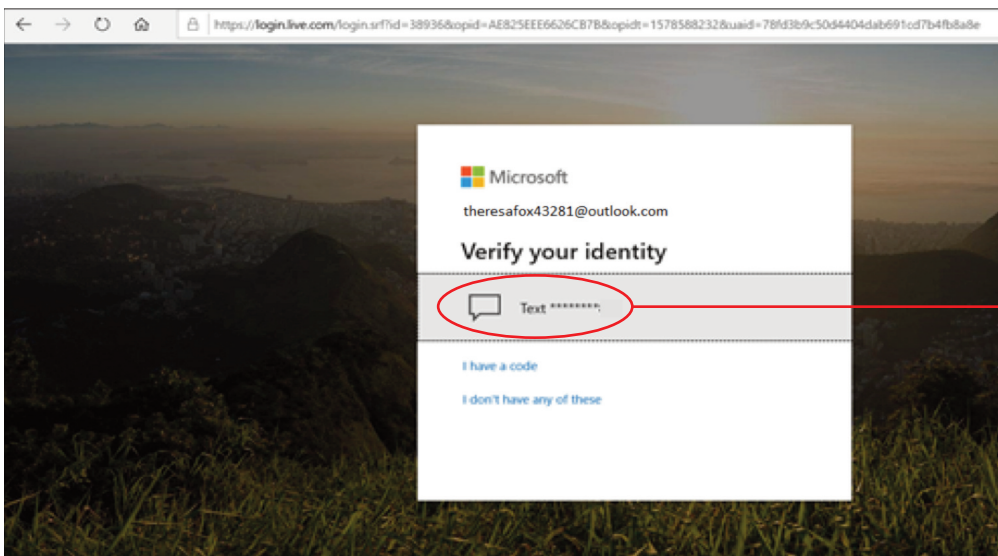 https://login.live.com/login.srf?id=38936&opid=AE825EEE6626CB7B&opidt=1578588232&uaid=78fd3b9c50d4404dab691cd7b4fb8a8e
Microsoft
theresafox43281@outlook.com
Verify your identity
Text ********
I have a code
I don't have any of these